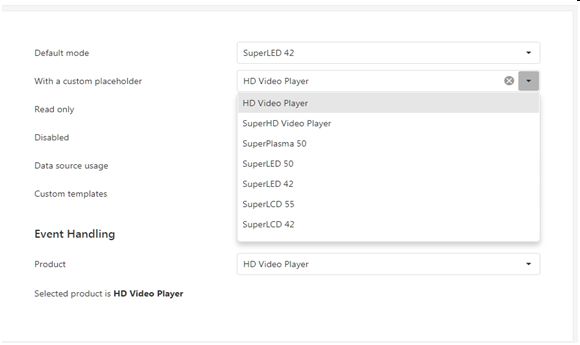 Default mode
SuperLED 42
With a custom placeholder
HD Video Player
Read only
HD Video Player
Disabled
SuperHD Video Player
SuperPlasma 50
Data source usage
SuperLED 50
Custom templates
SuperLED 42
SuperLCD 55
SuperLCD 42
Event Handling
Product
HD Video Player
Selected product is HD Video Player